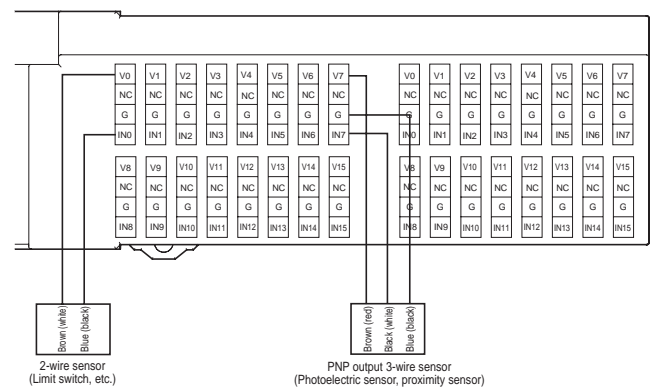 V0 V1 V2 V3 V4 V5 V6 V7 V0 V1 V2 V3 V4 V5 V6 V7
NC NC NC NC NC NC NC NC NC NC NC NC NC NC NC NC
G G G G G G G G G G G G G G G G
IN0 IN1 IN2 IN3 IN4 IN5 IN6 IN7 IN0 IN1 IN2 IN3 IN4 IN5 IN6 IN7
V8 V9 V10 V11 V12 V13 V14 V15 V8 V9 V10 V11 V12 V13 V14 V15
NC NC NC NC NC NC NC NC NC NC NC NC NC NC NC NC
G G G G G G G G G G G G G G G G
IN8 IN9 IN10 IN11 IN12 IN13 IN14 IN15 IN8 IN9 IN10 IN11 IN12 IN13 IN14 IN15
Brown (white)
Blue (black)
Brown (red)
Black (white)
Blue (black)
2-wire sensor
(Limit switch, etc.)
PNP output 3-wire sensor
(Photoelectric sensor, proximity sensor)